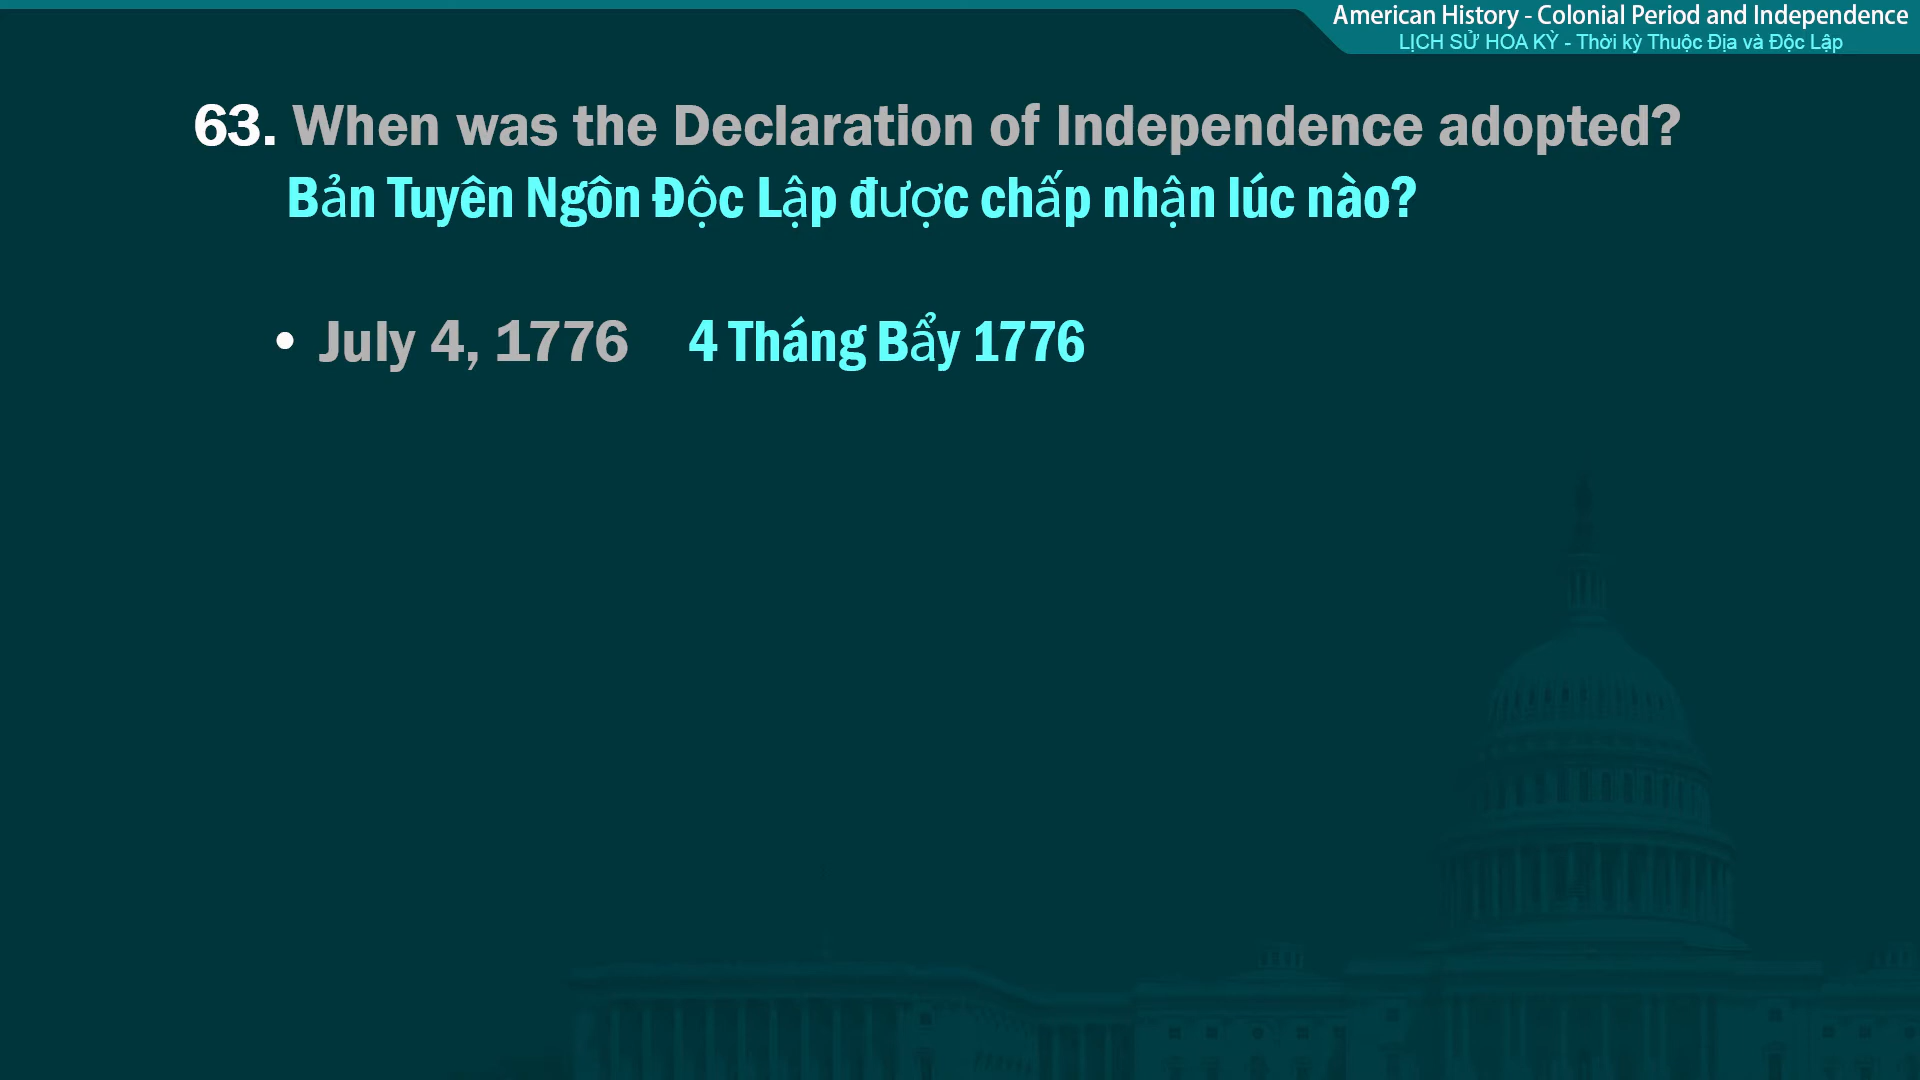 American History - Colonial Period and Independence
LỊCH SỬ HOA KỲ - Thời kỳ Thuộc Địa và Độc Lập
63. When was the Declaration of Independence adopted?
Bản Tuyên Ngôn Độc Lập được chấp nhận lúc nào?
• July 4, 1776 4 Tháng Bẩy 1776